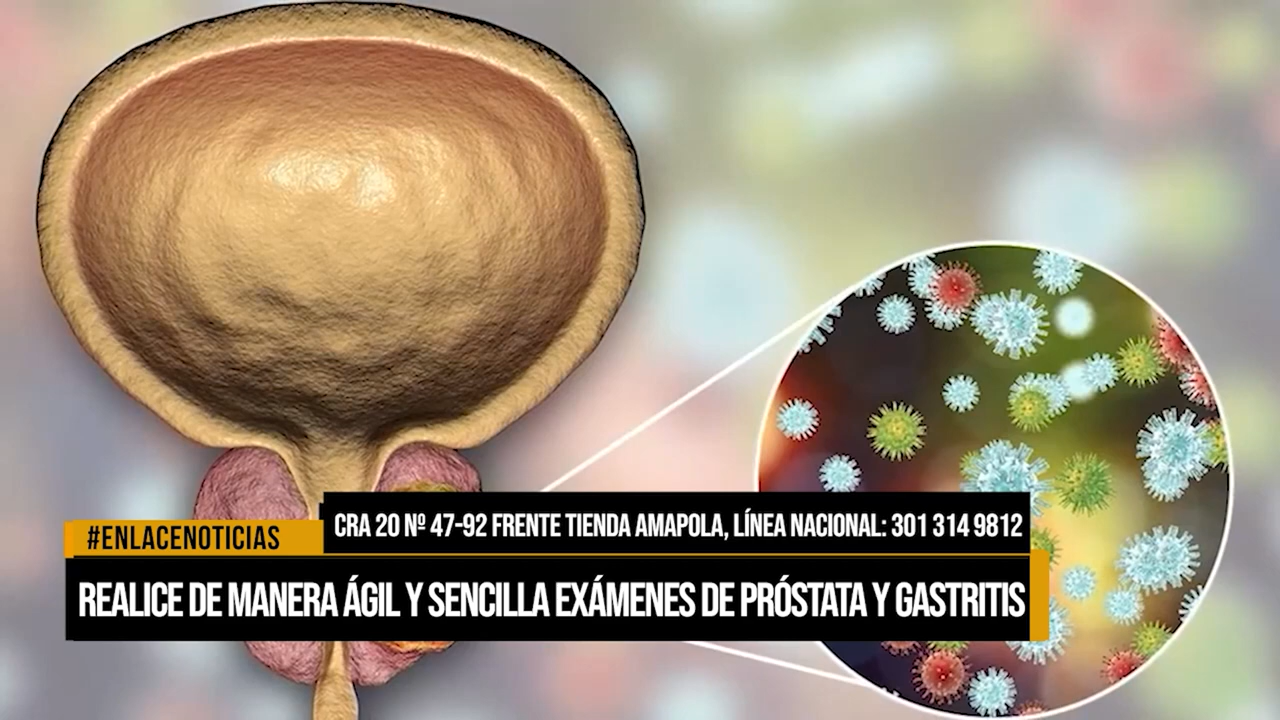 CRA 20 Nº 47-92 FRENTE TIENDA AMAPOLA, LÍNEA NACIONAL: 301 314 9812
#ENLACENOTICIAS
REALICE DE MANERA ÁGIL Y SENCILLA EXÁMENES DE PRÓSTATA Y GASTRITIS